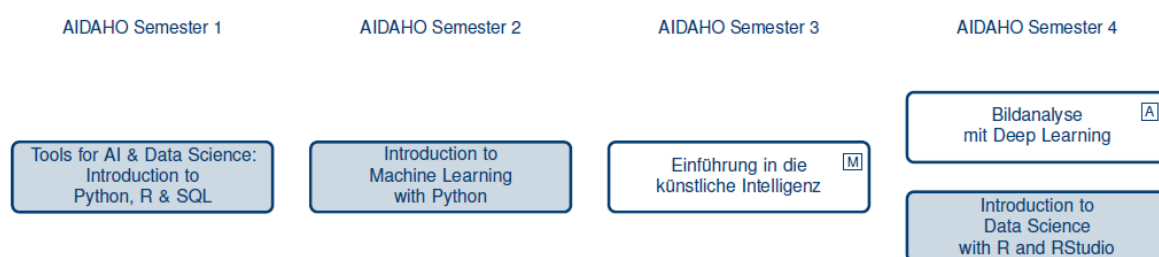 AIDAHO Semester 1
AIDAHO Semester 2
AIDAHO Semester 3
AIDAHO Semester 4
Tools for AI & Data Science:
Introduction to
Python, R & SQL
Introduction to
Machine Learning
with Python
Einführung in die
künstliche Intelligenz
M
Bildanalyse
mit Deep Learning
A
Introduction to
Data Science
with R and RStudio